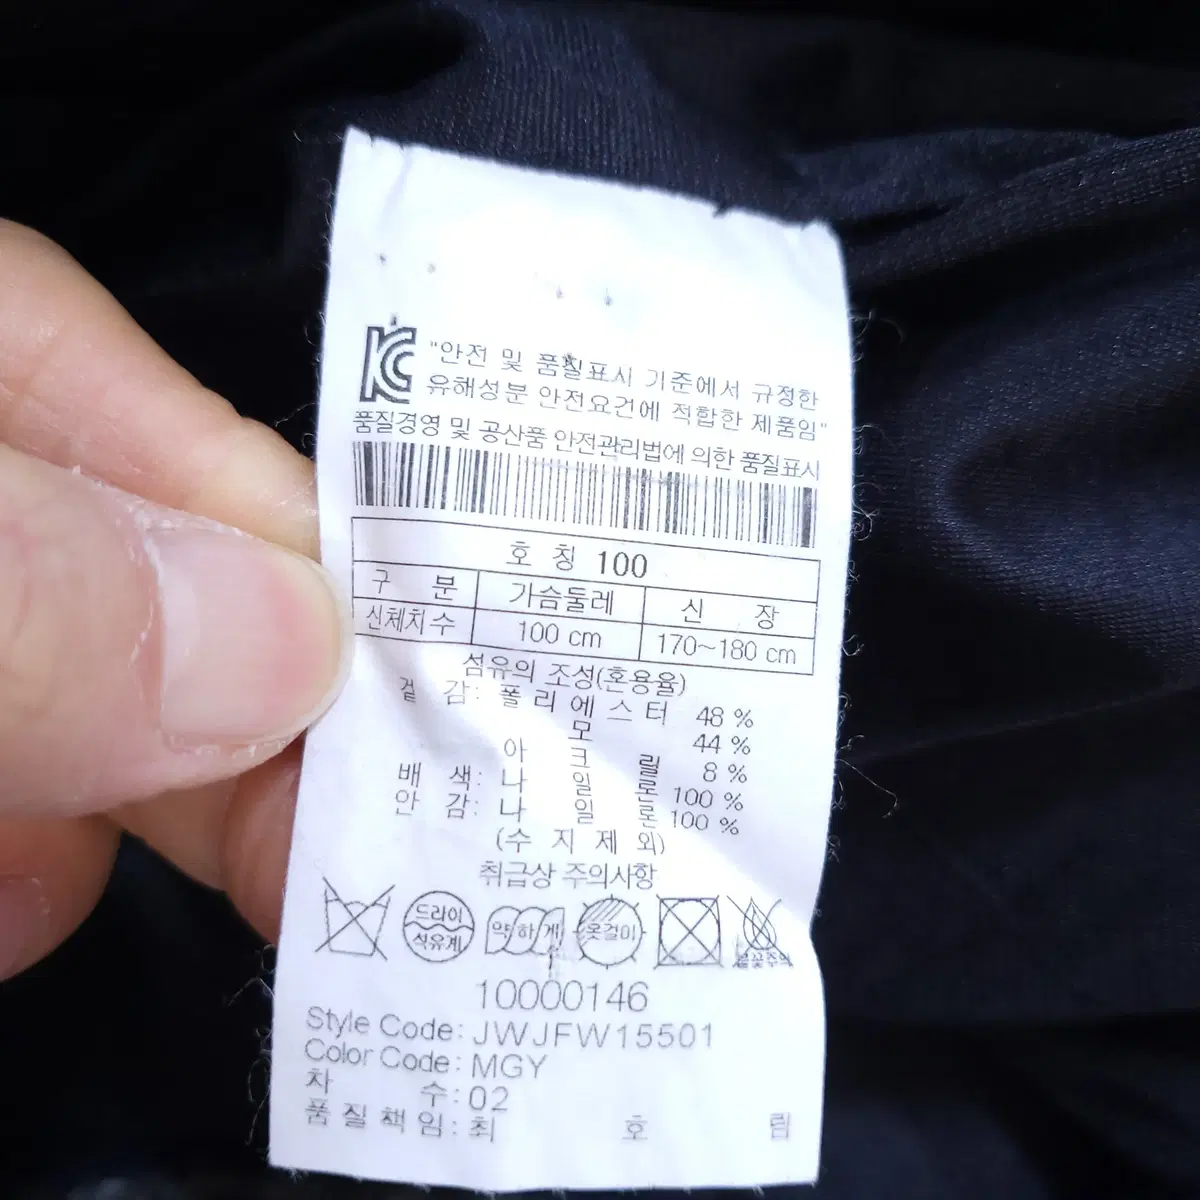 KC "안전 및 품질표시 기준에서 규정한
유해성분 안전요건에 적합한 제품임"
품질경영 및 공산품 안전관리법에 의한 품질표시
호 칭 100
구 분 가슴둘레 신 장
신체치수 100 cm 170~180 cm
섬유의 조성(혼용율)
겉 감: 폴 리 에 스 터 48 %
모 44 %
아 크 릴 8 %
배 색: 나 일 론 100 %
안 감: 나 일 론 100 %
(수 지 제 외)
취급상 주의사항
드라이
석유계
약하게
옷걸이
불꽃주의
10000146
Style Code: JWJFW15501
Color Code: MGY
차 수: 02
품 질 책 임: 최 호 림